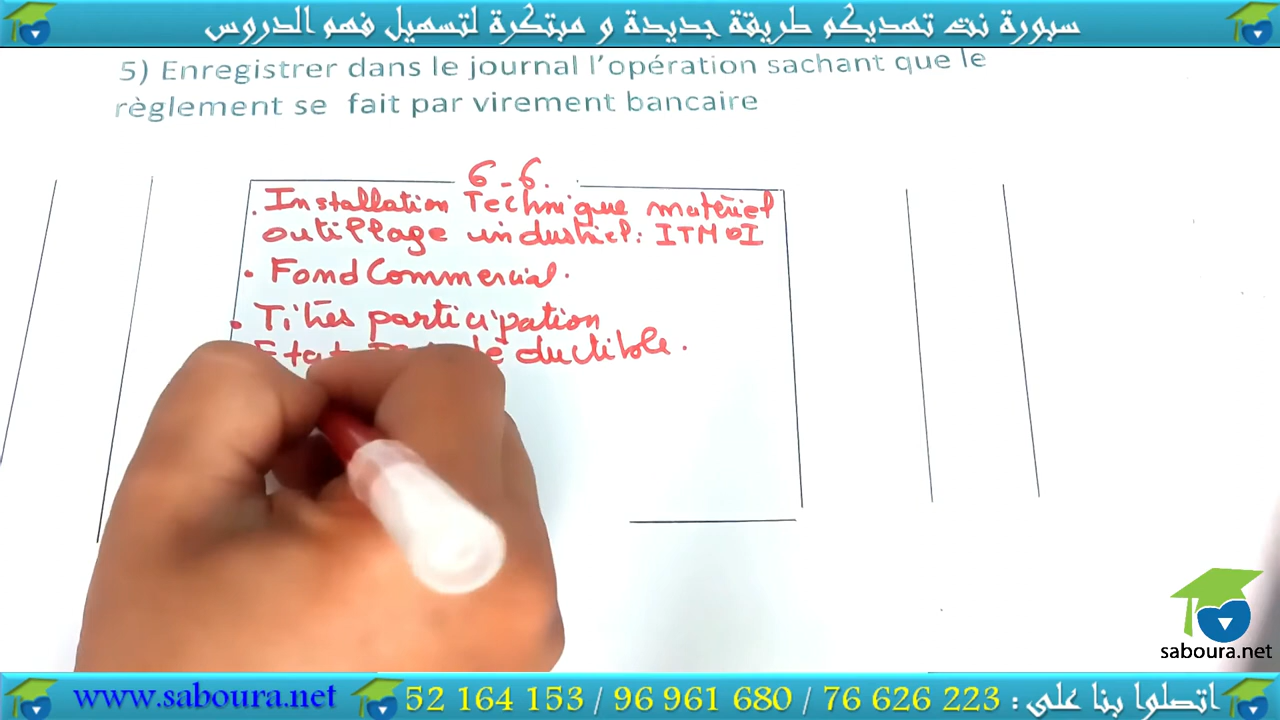 سبورة نت تهديكم طريقة جديدة و مبتكرة لتسهيل فهم الدروس
5) Enregistrer dans le journal l'opération sachant que le
règlement se fait par virement bancaire
6-6.
. Installation Technique matériel
outillage industriel: ITMOI
• Fond Commercial.
• Titres participation
Etat déductible.
saboura.net
www.saboura.net 52 164 153 / 96 961 680 / 76 626 223 : اتصلوا بنا على